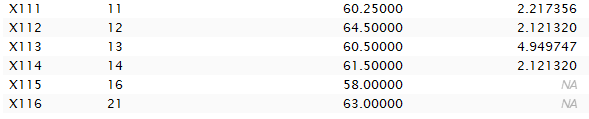 X111 11 60.25000 2.217356
X112 12 64.50000 2.121320
X113 13 60.50000 4.949747
X114 14 61.50000 2.121320
X115 16 58.00000 NA
X116 21 63.00000 NA